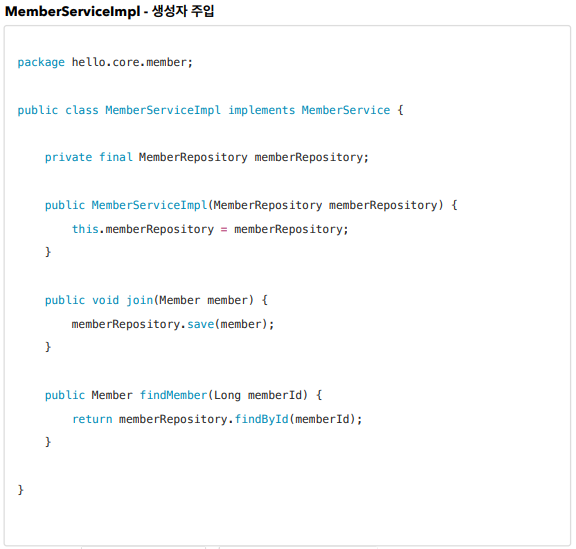 MemberServiceImpl - 생성자 주입
package hello.core.member;
public class MemberServiceImpl implements MemberService {
private final MemberRepository memberRepository;
public MemberServiceImpl(MemberRepository memberRepository) {
this.memberRepository = memberRepository;
}
public void join(Member member) {
memberRepository.save(member);
}
public Member findMember(Long memberId) {
return memberRepository.findById(memberId);
}
}